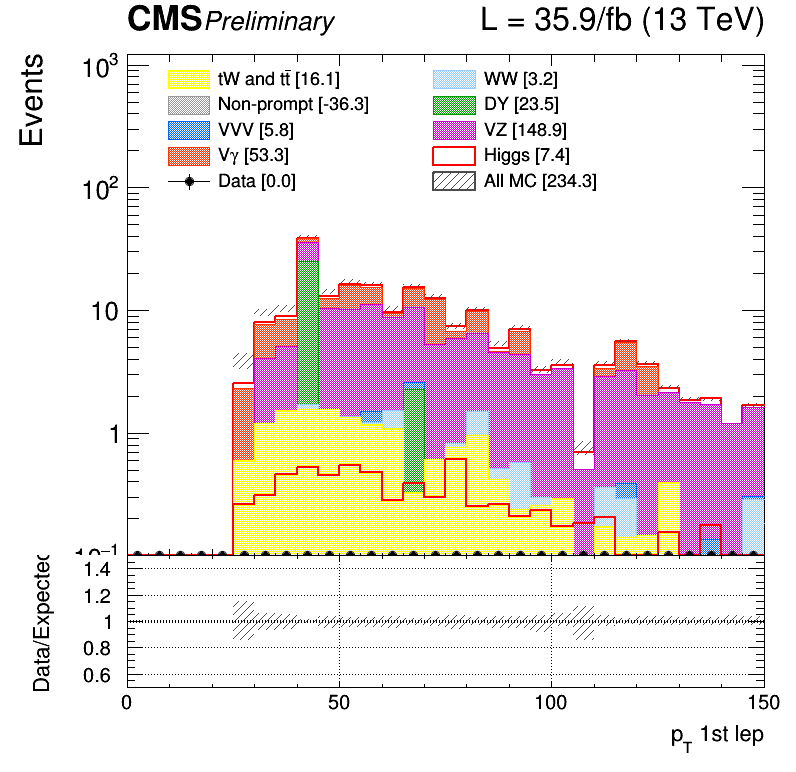 CMS Preliminary L = 35.9/fb (13 TeV)
Events
10³
10²
10
1
10⁻¹
tW and tt̄ [16.1]
Non-prompt [-36.3]
VVV [5.8]
Vγ [53.3]
Data [0.0]
WW [3.2]
DY [23.5]
VZ [148.9]
Higgs [7.4]
All MC [234.3]
Data/Expected
1.4
1.2
1
0.8
0.6
0 50 100 150
p_T 1st lep